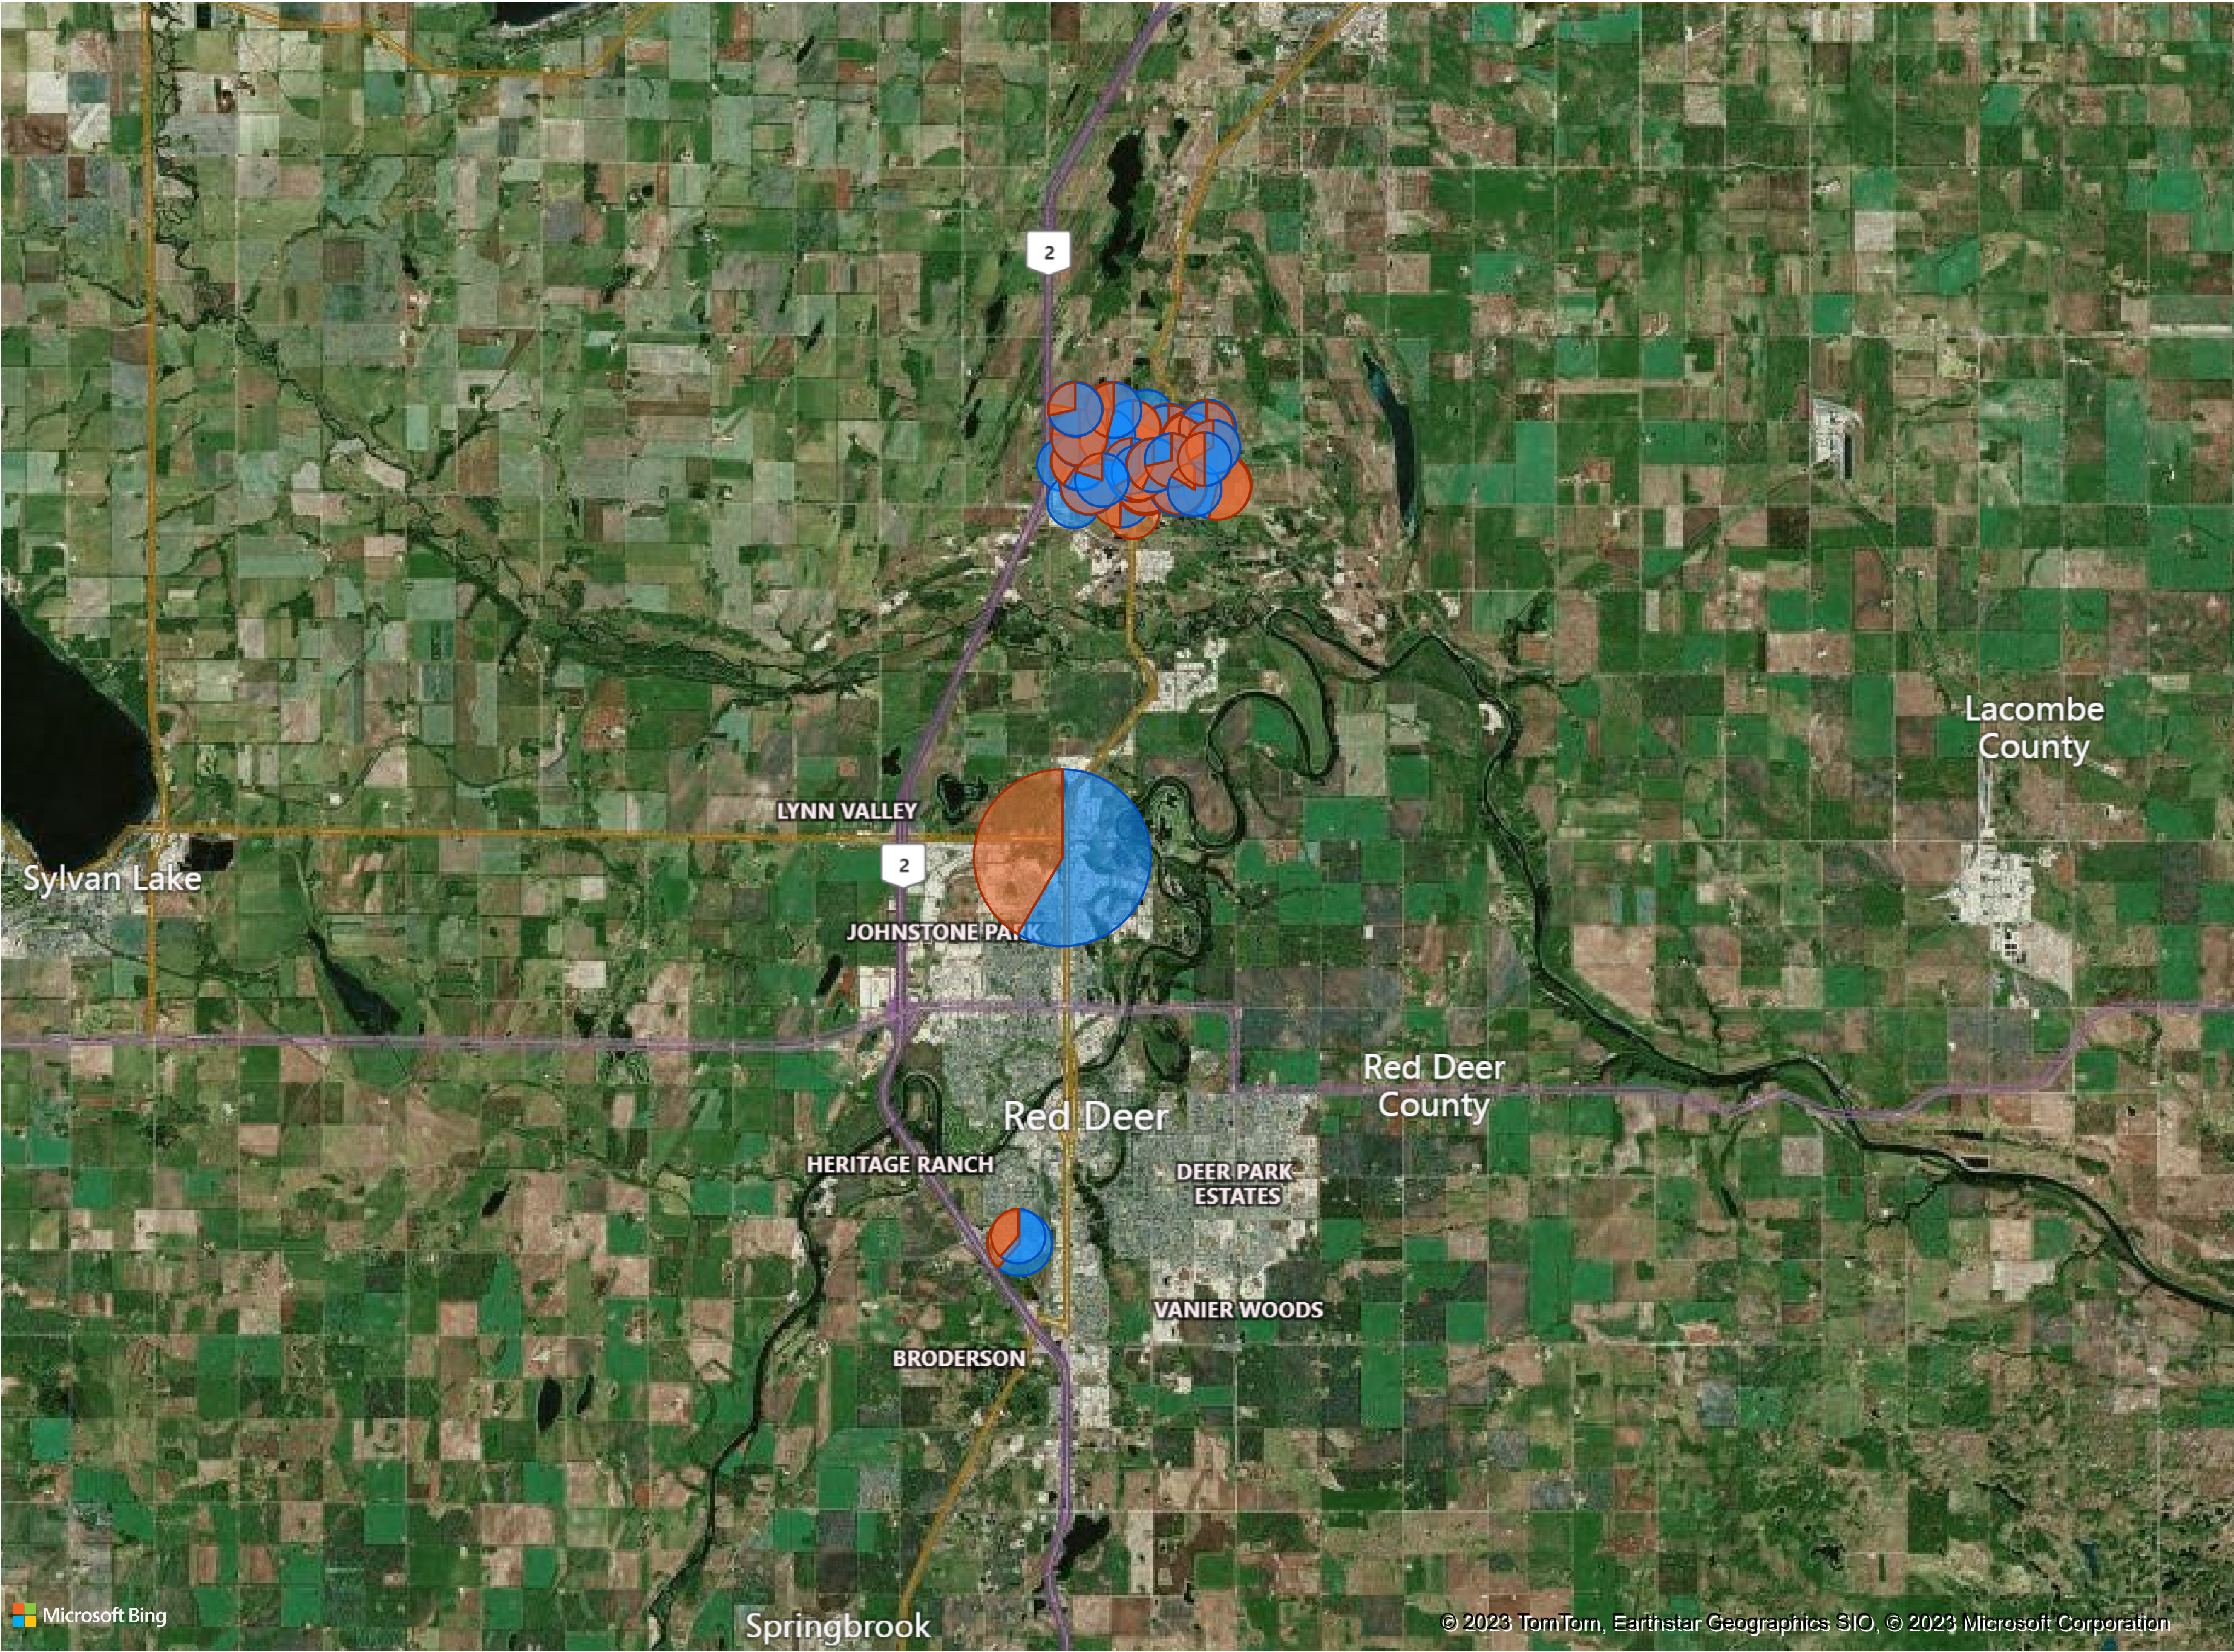 2
LYNN VALLEY
2
Sylvan Lake
JOHNSTONE PARK
Lacombe
County
Red Deer
County
Red Deer
HERITAGE RANCH
DEER PARK
ESTATES
VANIER WOODS
BRODERSON
Springbrook
Microsoft Bing
© 2023 TomTom, Earthstar Geographics SIO, © 2023 Microsoft Corporation